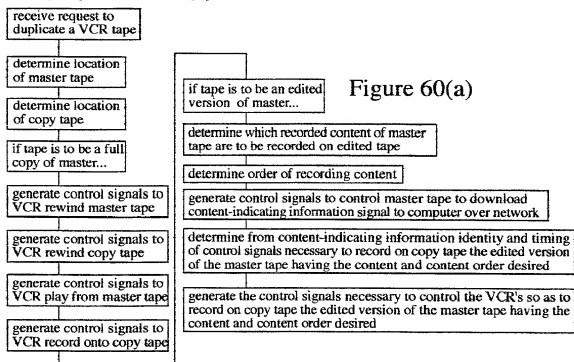 receive request to
duplicate a VCR tape
determine location
of master tape
determine location
of copy tape
if tape is to be a full
copy of master...
generate control signals to
VCR rewind master tape
generate control signals to
VCR rewind copy tape
generate control signals to
VCR play from master tape
generate control signals to
VCR record onto copy tape
Figure 60(a)
if tape is to be an edited
version of master...
determine which recorded content of master
tape are to be recorded on edited tape
determine order of recording content
generate control signals to control master tape to download
content-indicating information signal to computer over network
determine from content-indicating information identity and timing
of control signals necessary to record on copy tape the edited version
of the master tape having the content and content order desired
generate the control signals necessary to control the VCR's so as to
record on copy tape the edited version of the master tape having the
content and content order desired